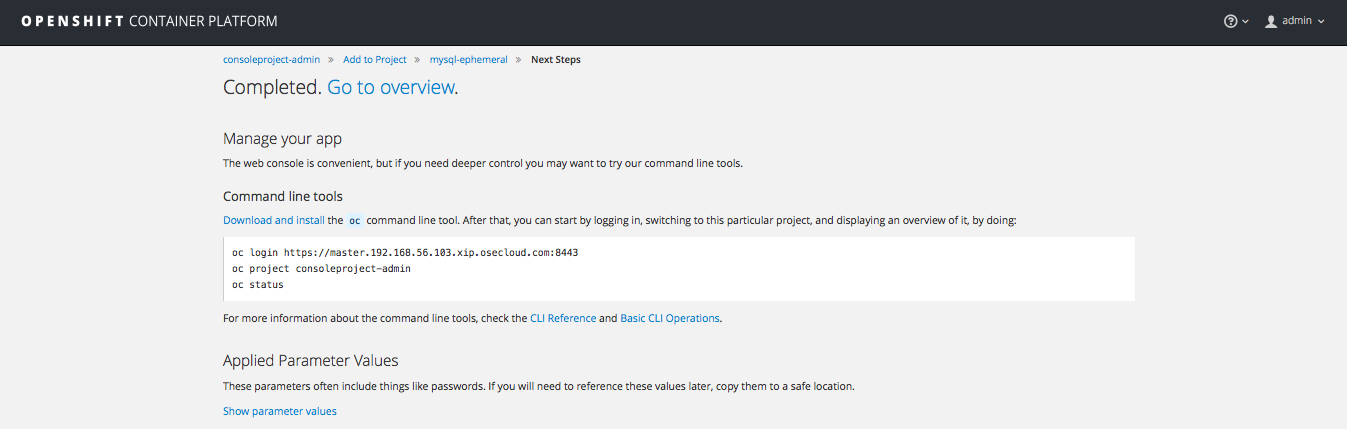 OPENSHIFT CONTAINER PLATFORM
admin
consoleproject-admin » Add to Project » mysql-ephemeral » Next Steps
Completed. Go to overview.
Manage your app
The web console is convenient, but if you need deeper control you may want to try our command line tools.
Command line tools
Download and install the oc command line tool. After that, you can start by logging in, switching to this particular project, and displaying an overview of it, by doing:
oc login https://master.192.168.56.103.xip.osecloud.com:8443
oc project consoleproject-admin
oc status
For more information about the command line tools, check the CLI Reference and Basic CLI Operations.
Applied Parameter Values
These parameters often include things like passwords. If you will need to reference these values later, copy them to a safe location.
Show parameter values